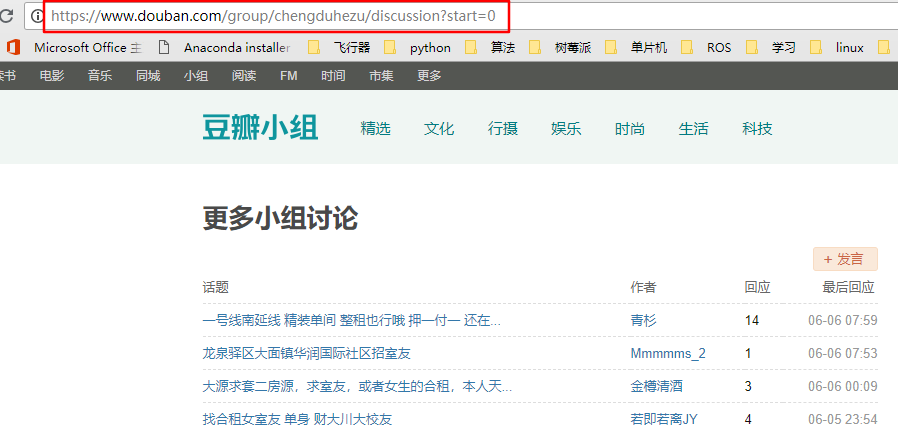 https://www.douban.com/group/chengduhezu/discussion?start=0
Microsoft Office 主 Anaconda installer 飞行器 python 算法 树莓派 单片机 ROS 学习 linux
读书 电影 音乐 同城 小组 阅读 FM 时间 市集 更多
豆瓣小组 精选 文化 行摄 娱乐 时尚 生活 科技
更多小组讨论
+ 发言
话题 作者 回应 最后回应
一号线南延线 精装单间 整租也行哦 押一付一 还在... 青杉 14 06-06 07:59
龙泉驿区大面镇华润国际社区招室友 Mmmmms_2 1 06-06 07:53
大源求套二房源，求室友，或者女生的合租，本人天... 金樽清酒 3 06-06 00:09
找合租女室友 单身 财大川大校友 若即若离JY 4 06-05 23:54